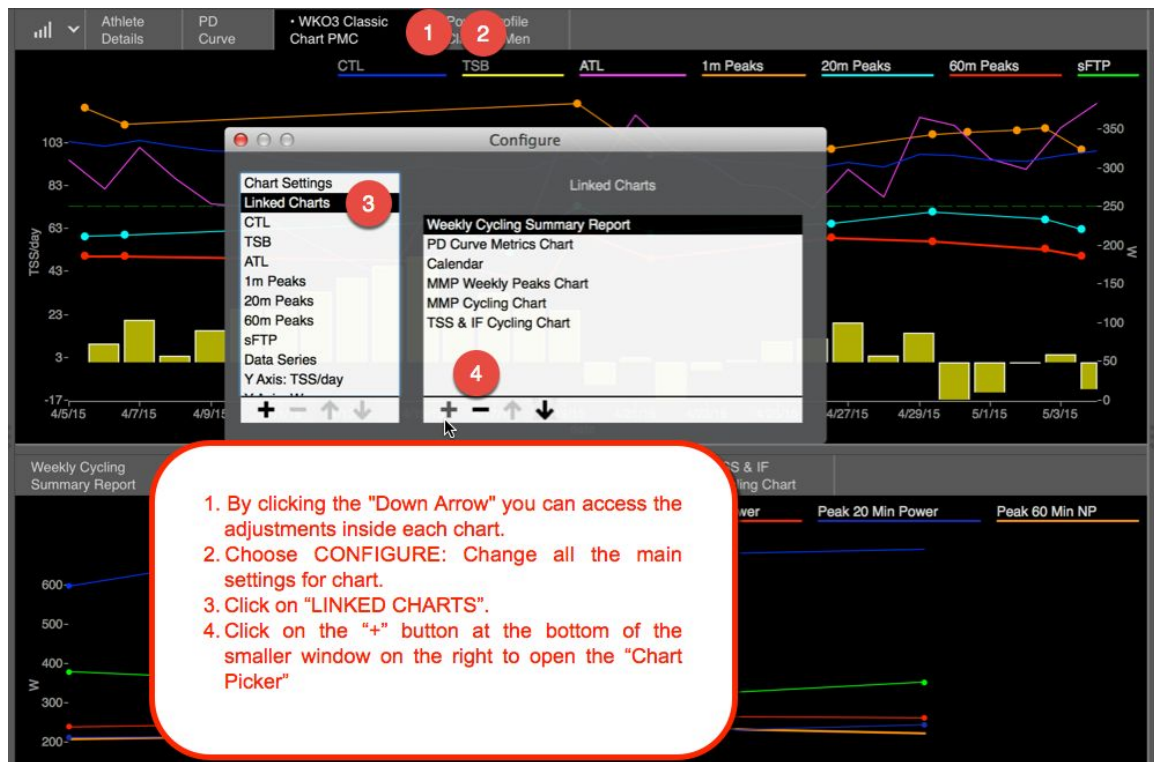 Athlete Details
PD Curve
• WKO3 Classic Chart PMC
1
2
Men
CTL
TSB
ATL
1m Peaks
20m Peaks
60m Peaks
sFTP
Configure
103-
83-
63-
43-
23-
3-
-17-
TSS/day
-350
-300
-250
-200
-150
-100
-50
-0
W
Chart Settings
Linked Charts
3
CTL
TSB
ATL
1m Peaks
20m Peaks
60m Peaks
sFTP
Data Series
Y Axis: TSS/day
Linked Charts
Weekly Cycling Summary Report
PD Curve Metrics Chart
Calendar
MMP Weekly Peaks Chart
MMP Cycling Chart
TSS & IF Cycling Chart
4
4/5/15
4/7/15
4/9/15
4/27/15
4/29/15
5/1/15
5/3/15
Weekly Cycling
Summary Report
S & IF
ling Chart
wer
Peak 20 Min Power
Peak 60 Min NP
600-
500-
400-
300-
200-
W
1. By clicking the "Down Arrow" you can access the
adjustments inside each chart.
2. Choose CONFIGURE: Change all the main
settings for chart.
3. Click on “LINKED CHARTS”.
4. Click on the “+” button at the bottom of the
smaller window on the right to open the “Chart
Picker”